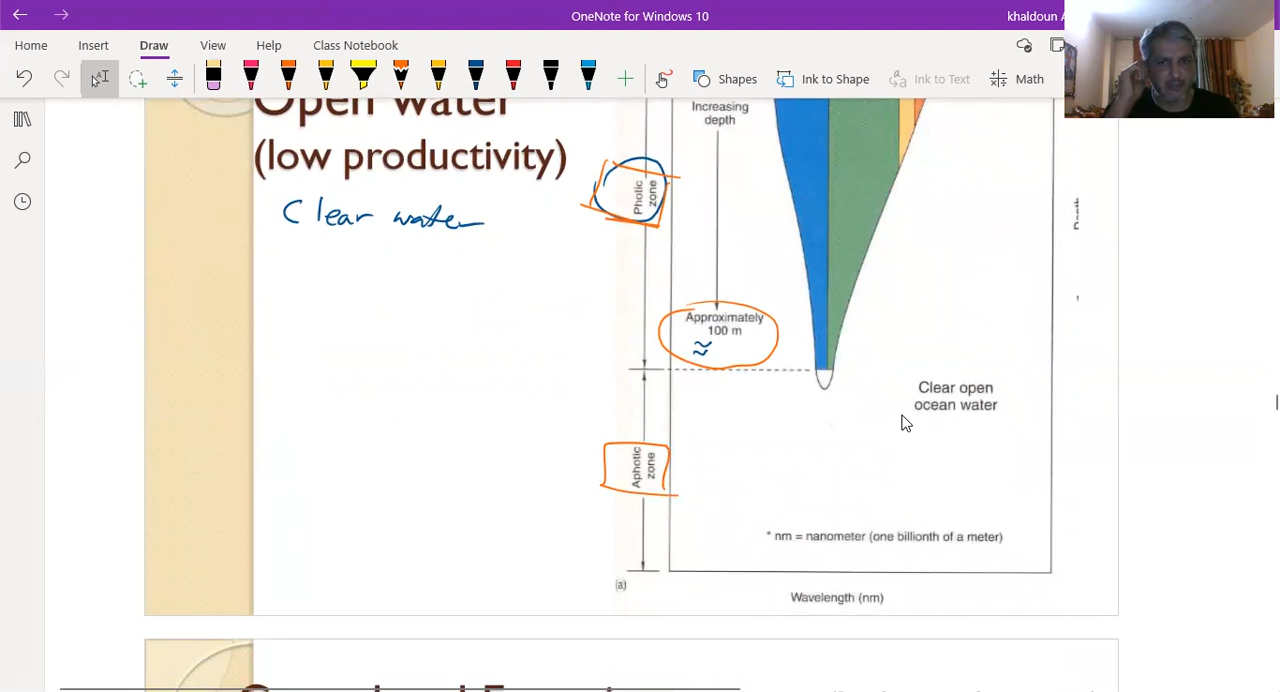 OneNote for Windows 10
khaldoun A
Home Insert Draw View Help Class Notebook
Shapes Ink to Shape Ink to Text Math
Open water
(low productivity)
Clear water
Increasing
depth
Photic
zone
Approximately
100 m
≈
Clear open
ocean water
Aphotic
zone
* nm = nanometer (one billionth of a meter)
(a)
Wavelength (nm)
Depth